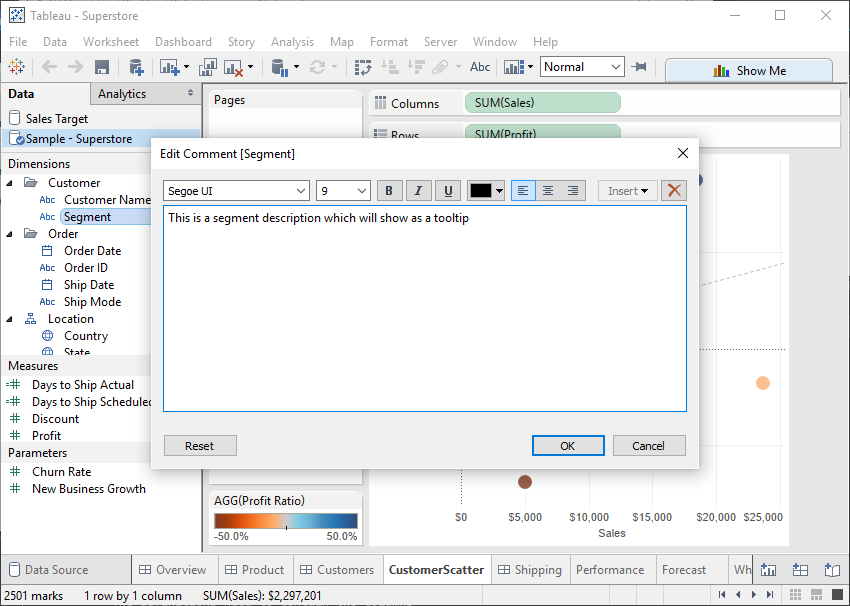 Tableau - Superstore
File Data Worksheet Dashboard Story Analysis Map Format Server Window Help
Abc Normal Show Me
Data Analytics
Sales Target
Sample - Superstore
Dimensions
Customer
Abc Customer Name
Abc Segment
Order
Order Date
Abc Order ID
Ship Date
Abc Ship Mode
Location
Country
State
Measures
Days to Ship Actual
Days to Ship Scheduled
Discount
Profit
Parameters
Churn Rate
New Business Growth
Pages
Columns SUM(Sales)
Rows SUM(Profit)
Edit Comment [Segment]
Segoe UI 9 B I U Insert
This is a segment description which will show as a tooltip
Reset OK Cancel
AGG(Profit Ratio)
-50.0% 50.0%
$0 $5,000 $10,000 $15,000 $20,000 $25,000
Sales
Data Source Overview Product Customers CustomerScatter Shipping Performance Forecast Wh
2501 marks 1 row by 1 column SUM(Sales): $2,297,201